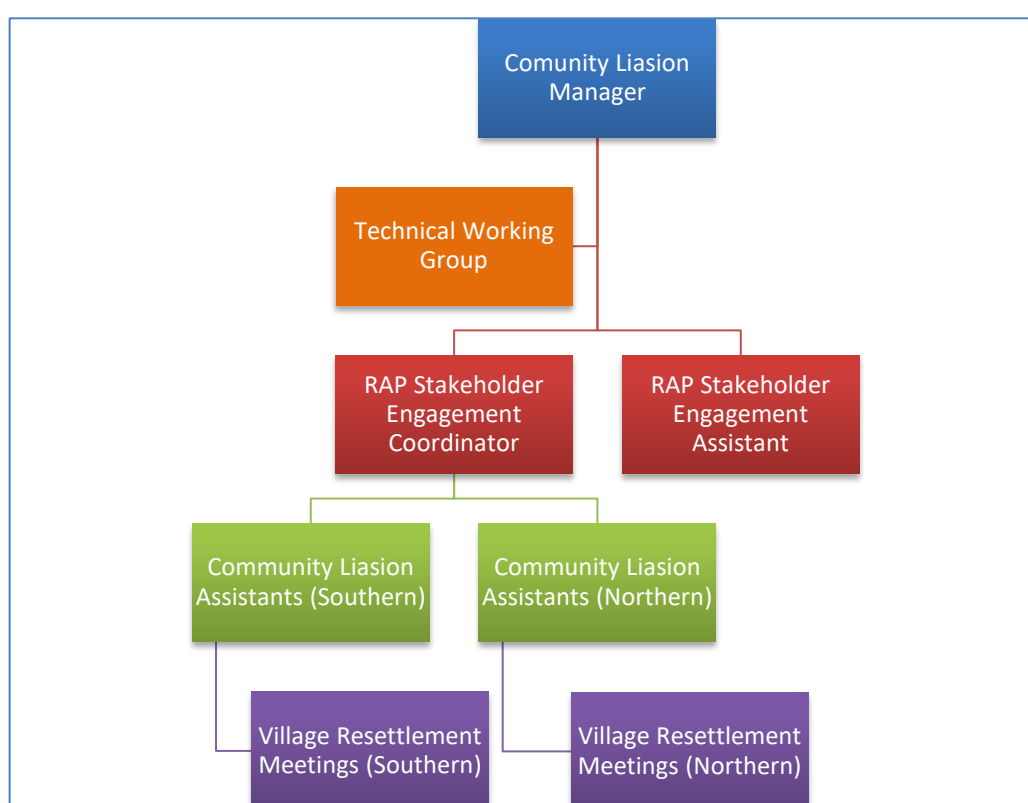 Comunity Liasion
Manager
Technical Working
Group
RAP Stakeholder
Engagement
Coordinator
RAP Stakeholder
Engagement
Assistant
Community Liasion
Assistants (Southern)
Community Liasion
Assistants (Northern)
Village Resettlement
Meetings (Southern)
Village Resettlement
Meetings (Northern)